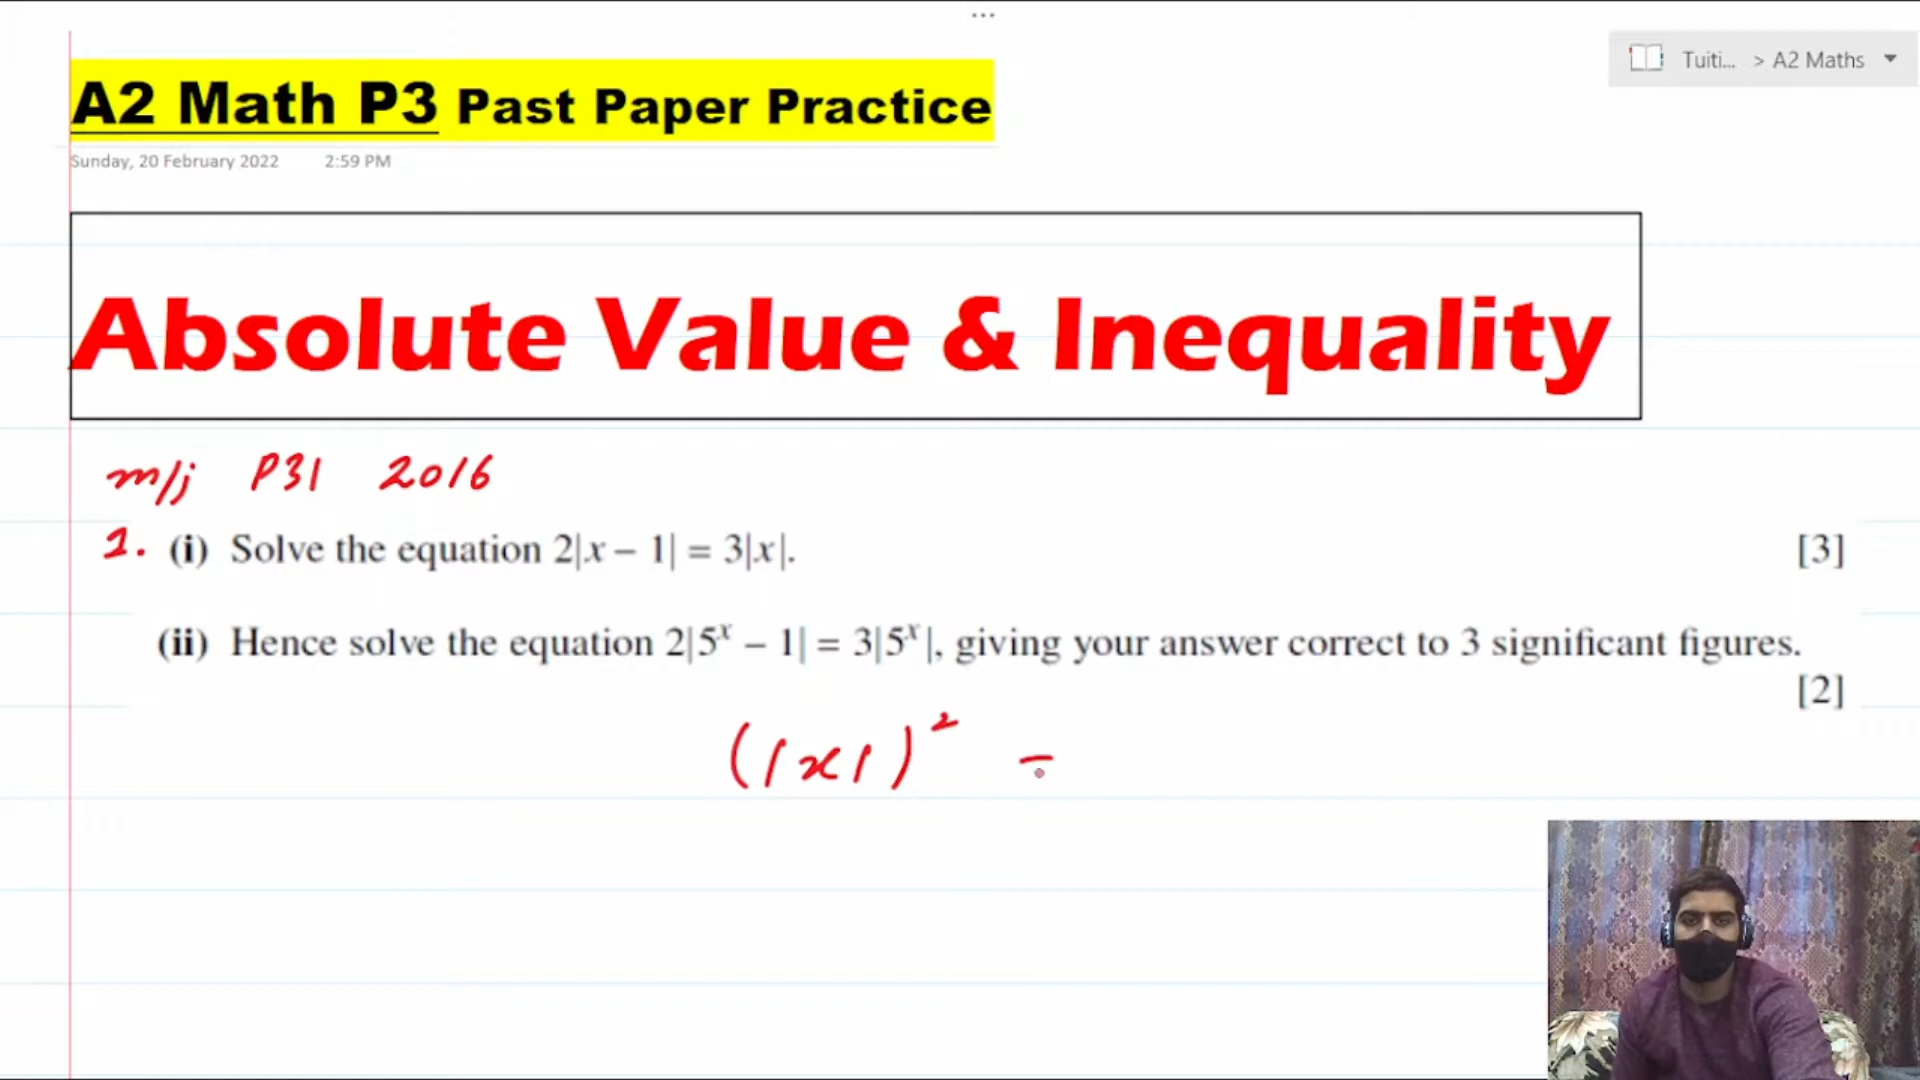 ...
Tuiti... > A2 Maths
A2 Math P3 Past Paper Practice
Sunday, 20 February 2022 2:59 PM
Absolute Value & Inequality
m/j P31 2016
1. (i) Solve the equation 2|x − 1| = 3|x|. [3]
(ii) Hence solve the equation 2|5ˣ − 1| = 3|5ˣ|, giving your answer correct to 3 significant figures.
[2]
(|x|)² =